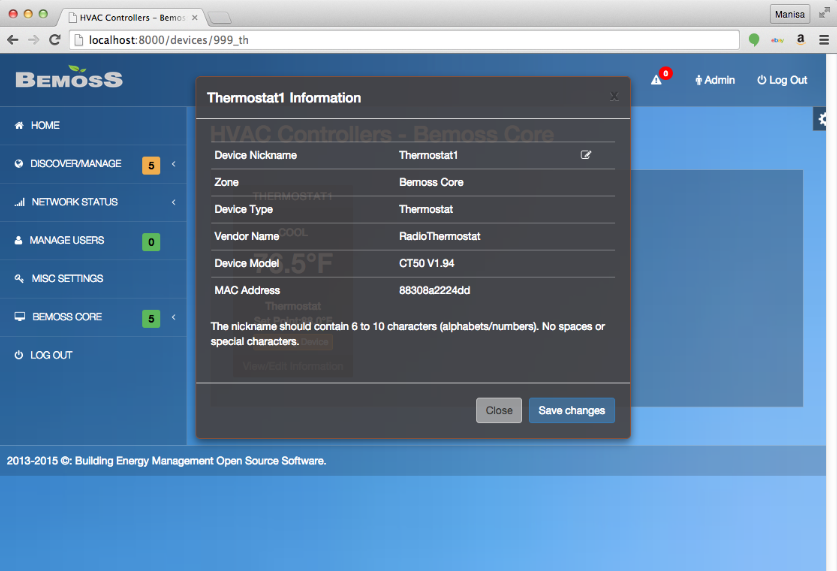 HVAC Controllers - Bemos
Manisa
localhost:8000/devices/999_th
ebay
a
BEMOSS
0
Admin
Log Out
Thermostat1 Information
x
HVAC Controllers - Bemoss Core
HOME
DISCOVER/MANAGE 5
NETWORK STATUS
MANAGE USERS 0
MISC SETTINGS
BEMOSS CORE 5
LOG OUT
Device Nickname Thermostat1
Zone Bemoss Core
THERMOSTAT1
Device Type Thermostat
COOL
Vendor Name RadioThermostat
76.5°F
Device Model CT50 V1.94
MAC Address 88308a2224dd
Thermostat
Set Point
The nickname should contain 6 to 10 characters (alphabets/numbers). No spaces or
special characters.
Device
View/Edit Information
Close Save changes
2013-2015 ©: Building Energy Management Open Source Software.